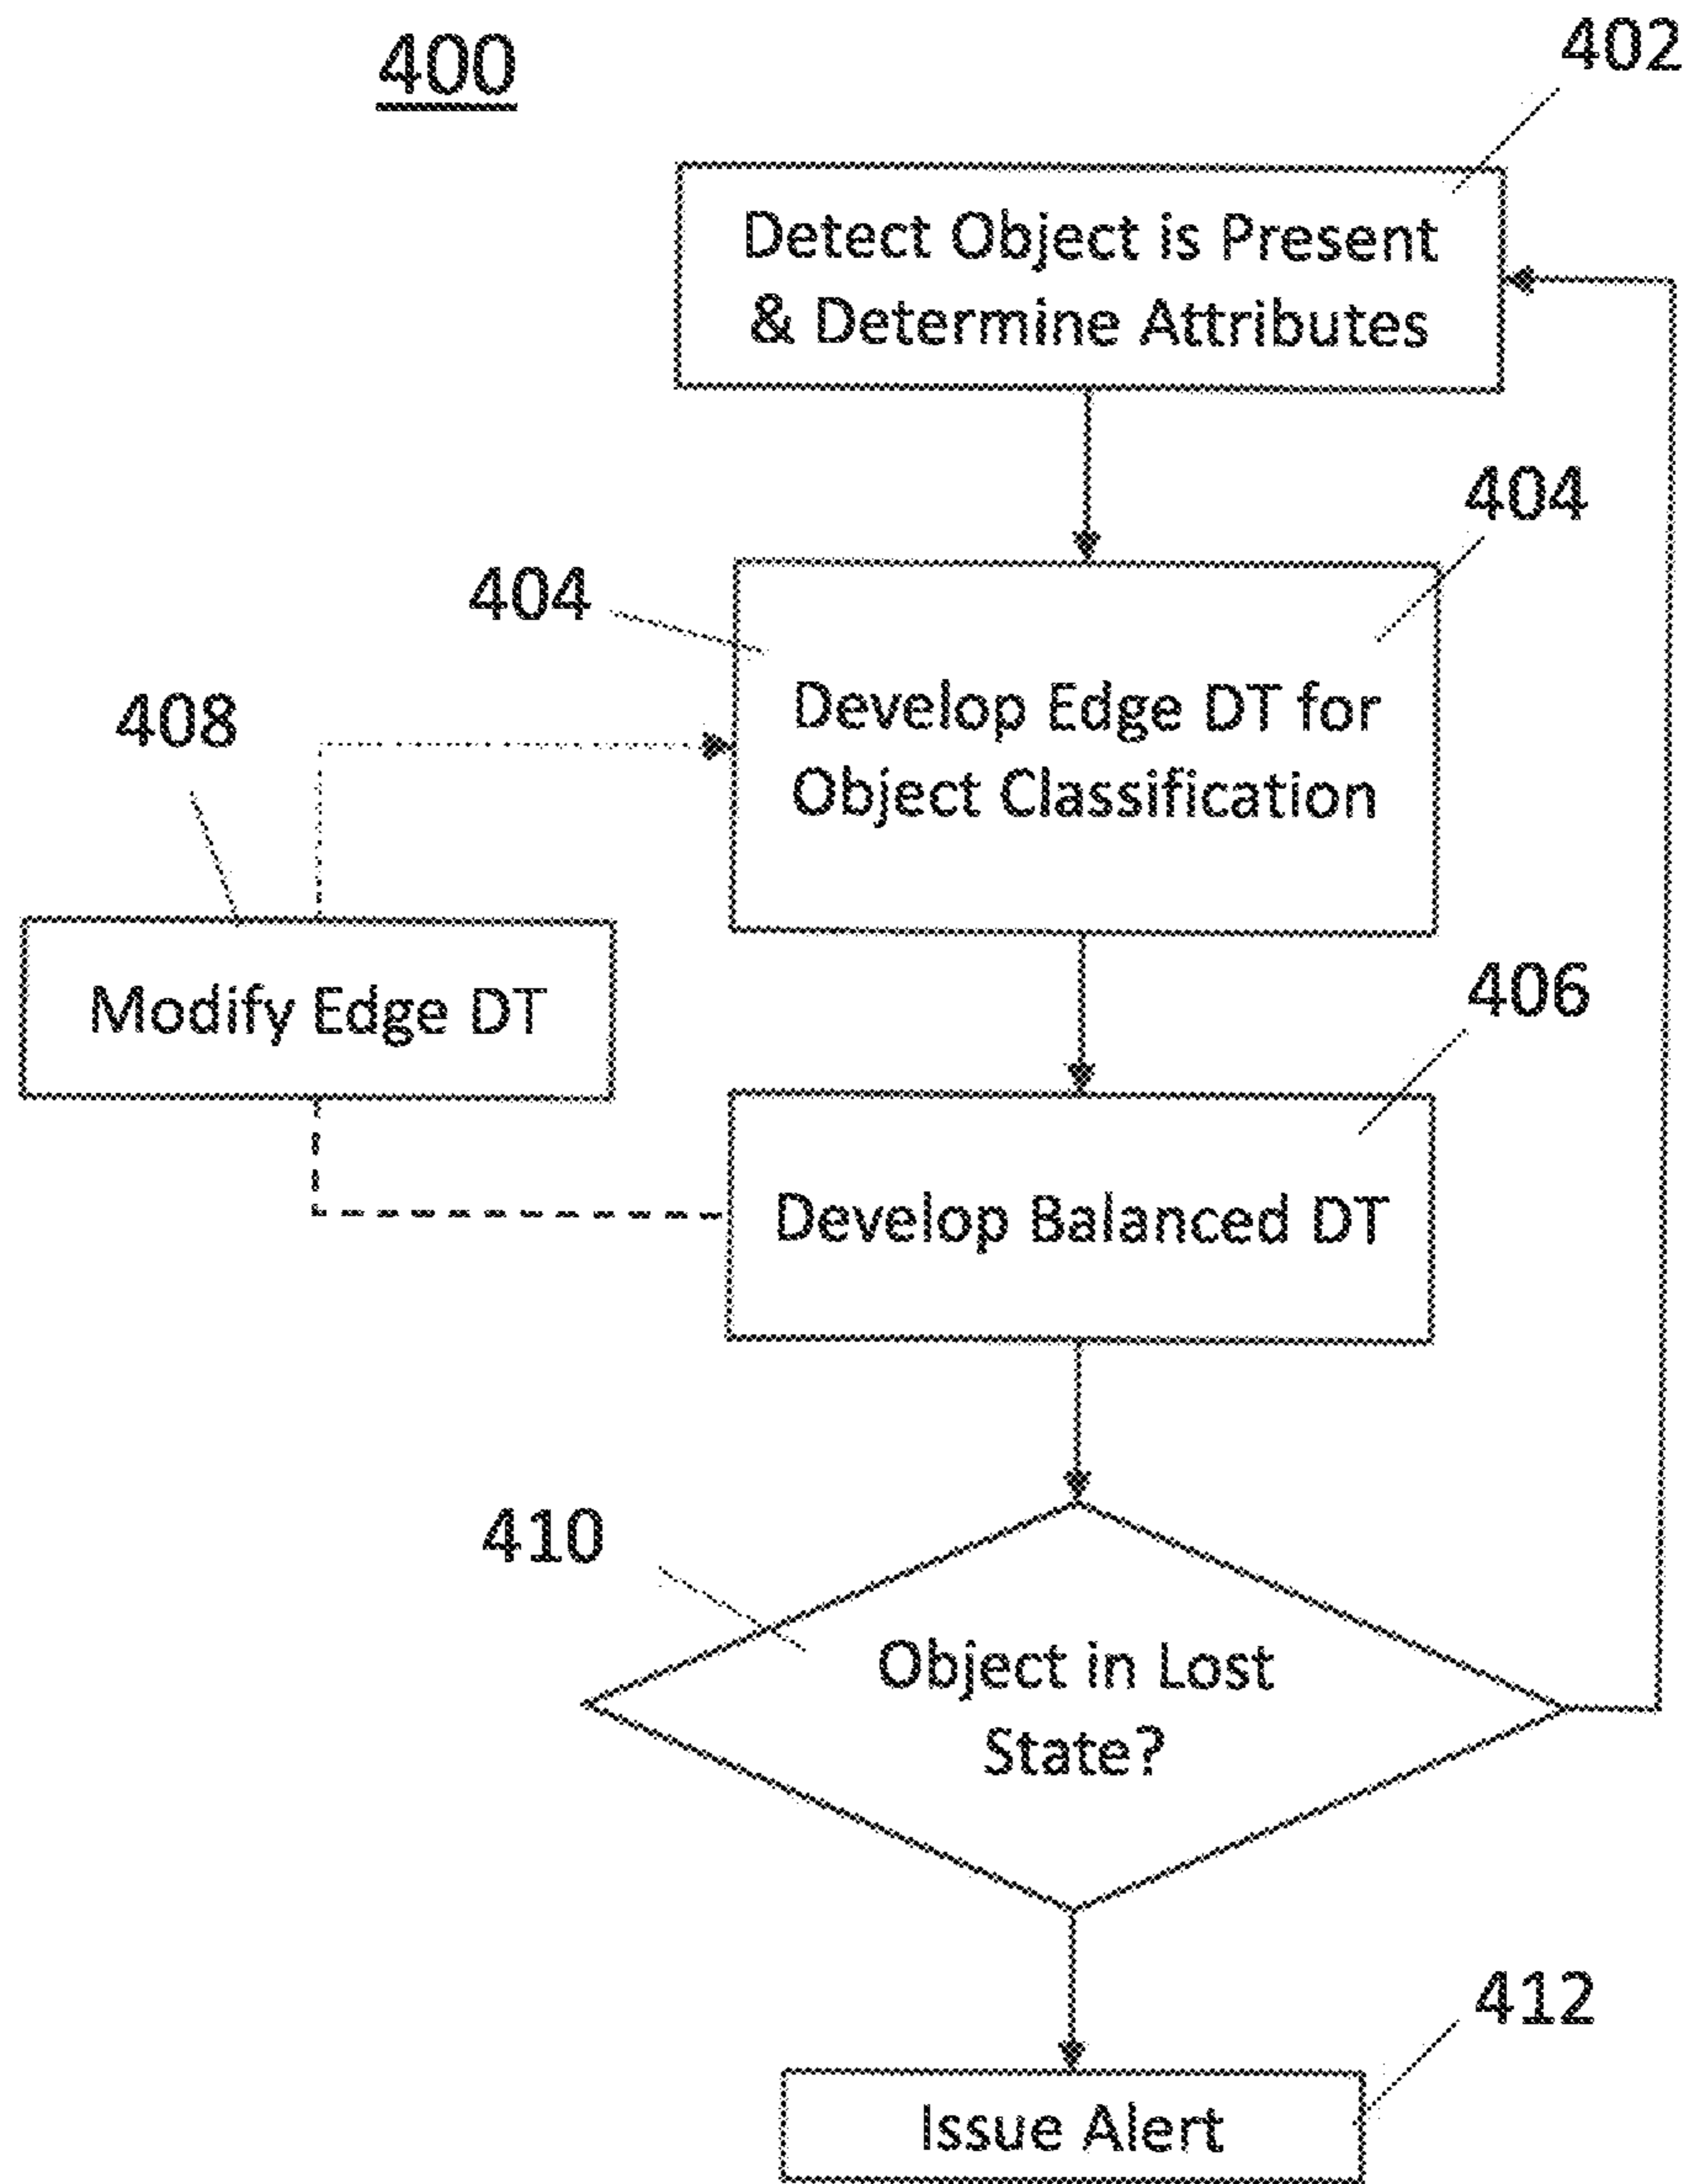 400
402
Detect Object is Present
& Determine Attributes
404
404
Develop Edge DT for
Object Classification
408
Modify Edge DT
406
Develop Balanced DT
410
Object in Lost
State?
412
Issue Alert